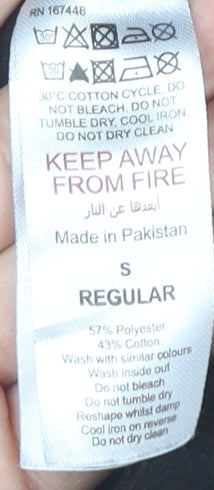 RN 167448
30°C COTTON CYCLE, DO
NOT BLEACH, DO NOT
TUMBLE DRY, COOL IRON,
DO NOT DRY CLEAN
KEEP AWAY
FROM FIRE
أبعدها عن النار
Made in Pakistan
S
REGULAR
57% Polyester
43% Cotton
Wash with similar colours
Wash inside out
Do not bleach
Do not tumble dry
Reshape whilst damp
Cool iron on reverse
Do not dry clean